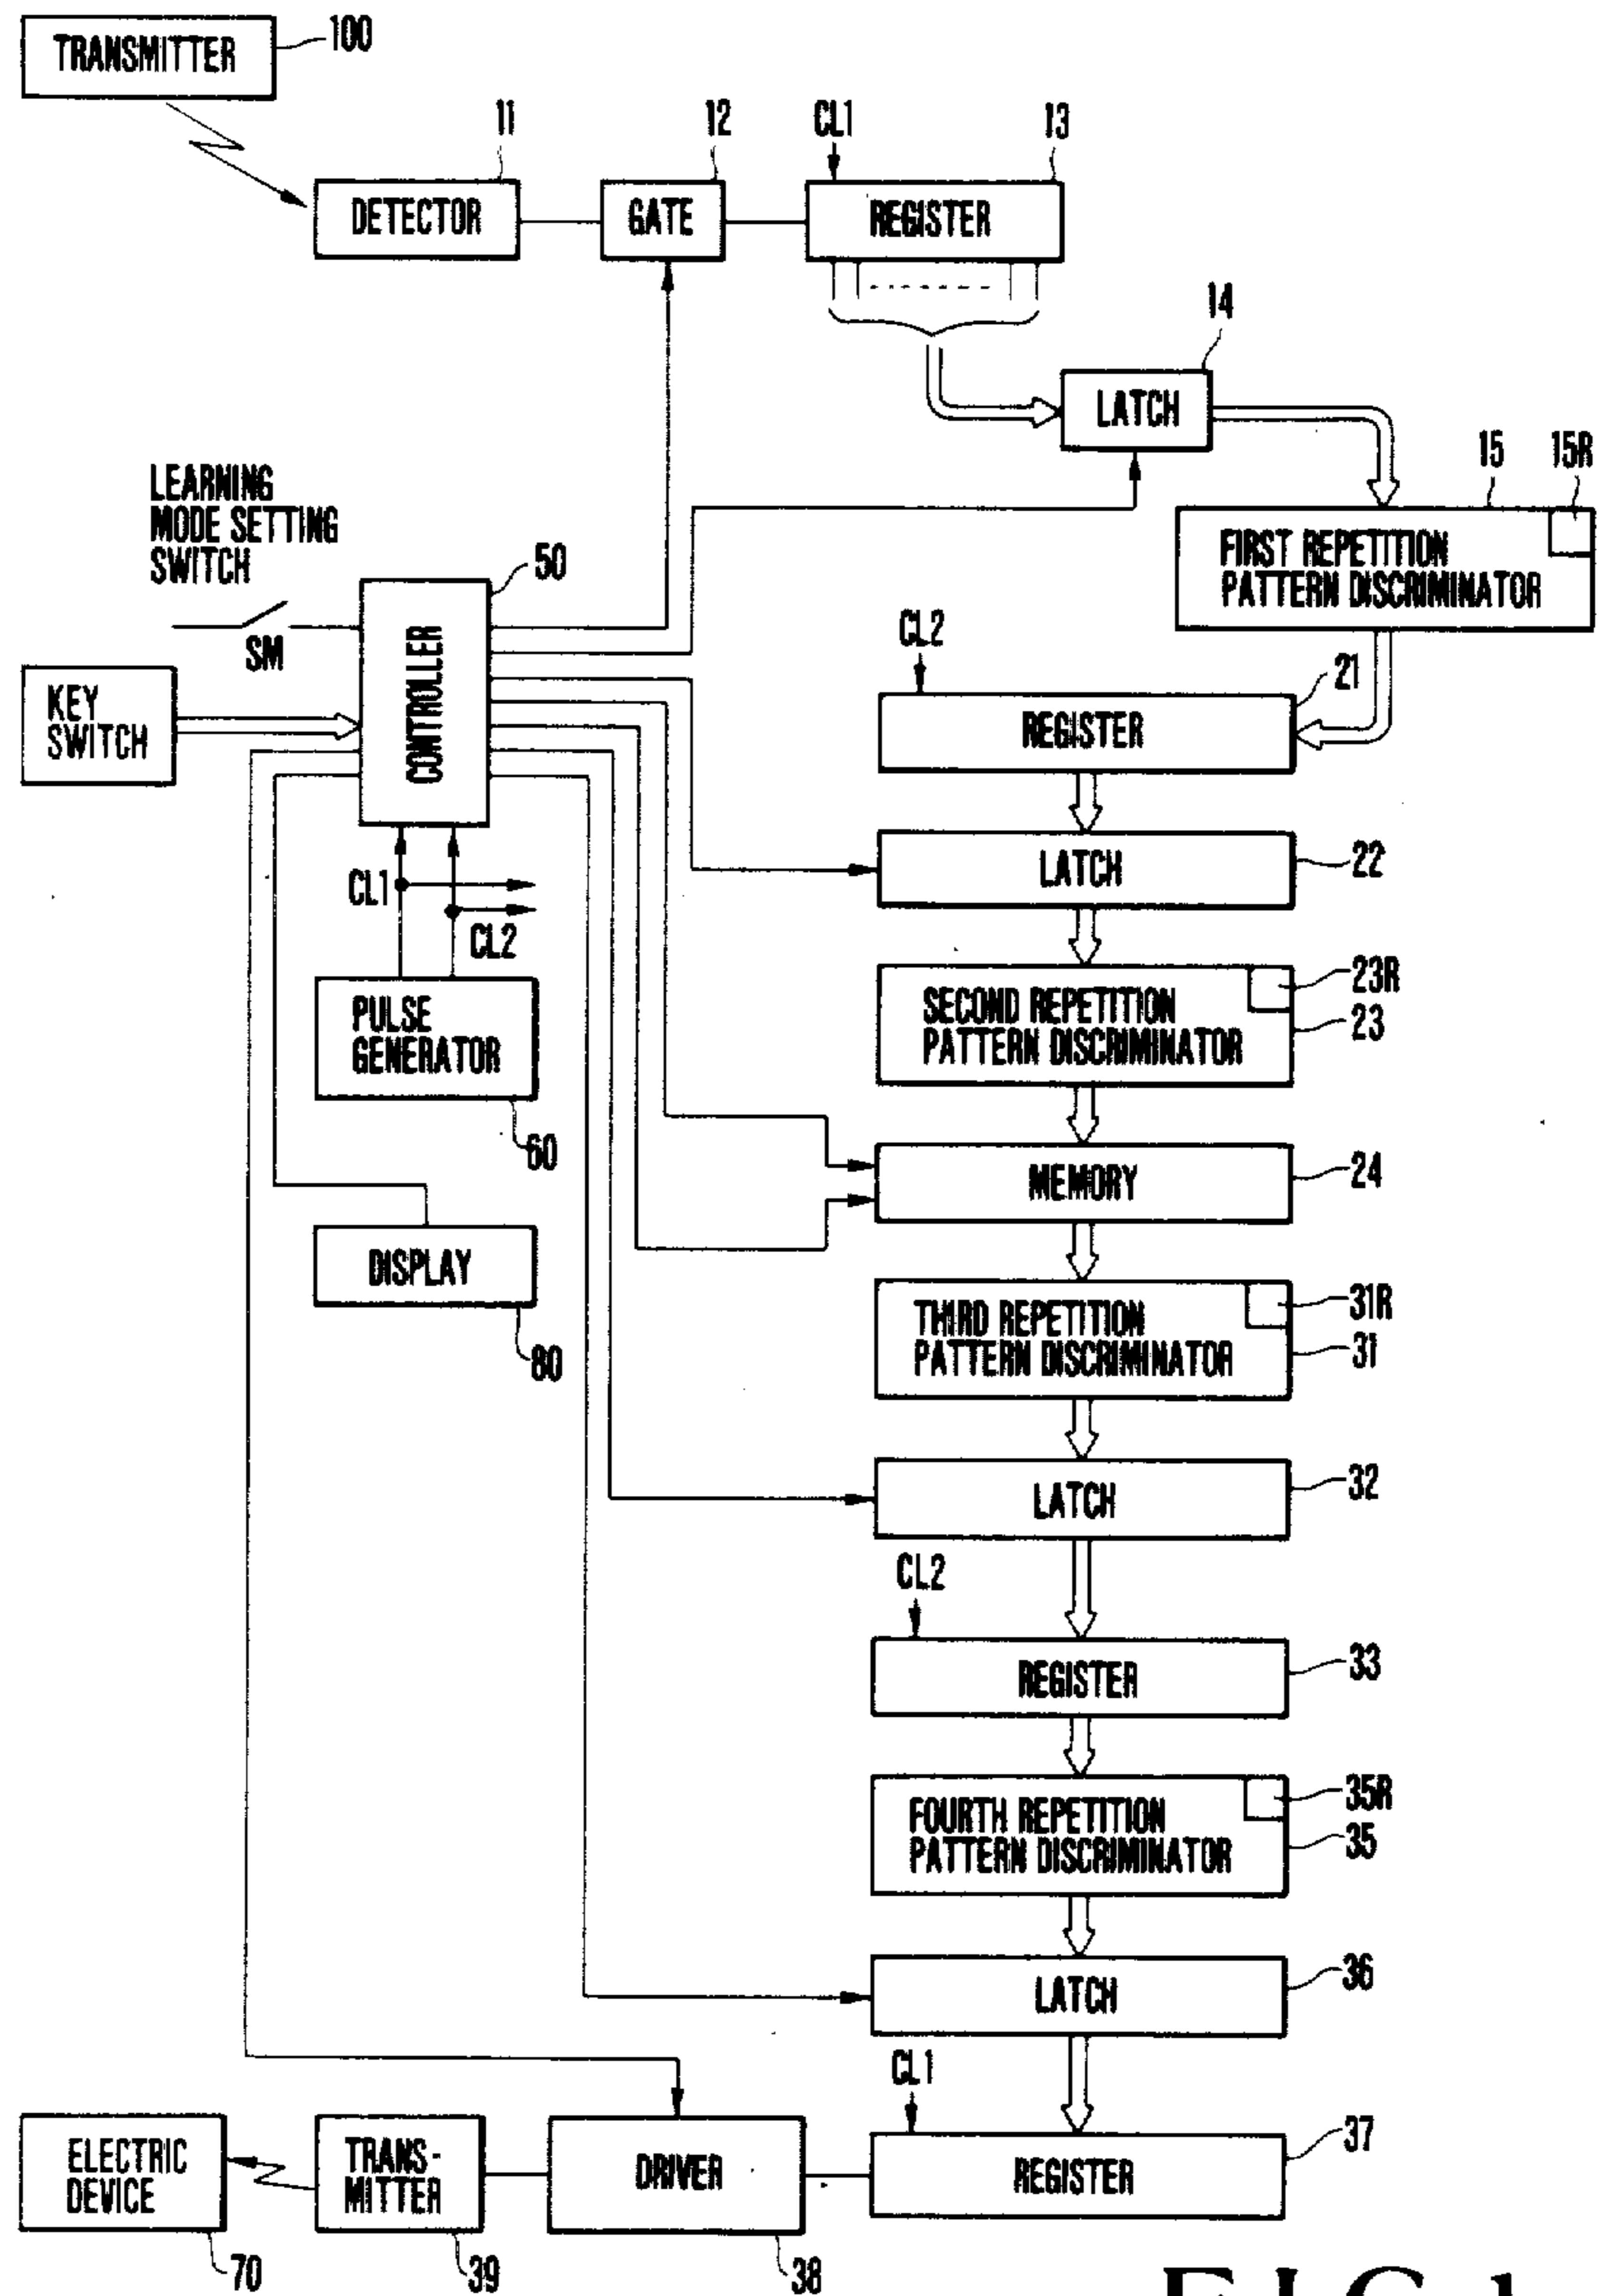 TRANSMITTER
100
11
12
CL1
13
DETECTOR
GATE
REGISTER
14
LATCH
15
15R
FIRST REPETITION
PATTERN DISCRIMINATOR
LEARNING
MODE SETTING
SWITCH
SM
50
CONTROLLER
KEY
SWITCH
CL2
21
REGISTER
22
LATCH
CL1
CL2
PULSE
GENERATOR
60
23R
23
SECOND REPETITION
PATTERN DISCRIMINATOR
24
MEMORY
DISPLAY
80
31R
31
THIRD REPETITION
PATTERN DISCRIMINATOR
32
LATCH
CL2
33
REGISTER
35R
35
FOURTH REPETITION
PATTERN DISCRIMINATOR
36
LATCH
CL1
37
REGISTER
DRIVER
38
TRANS-
MITTER
39
ELECTRIC
DEVICE
70
FIG.1